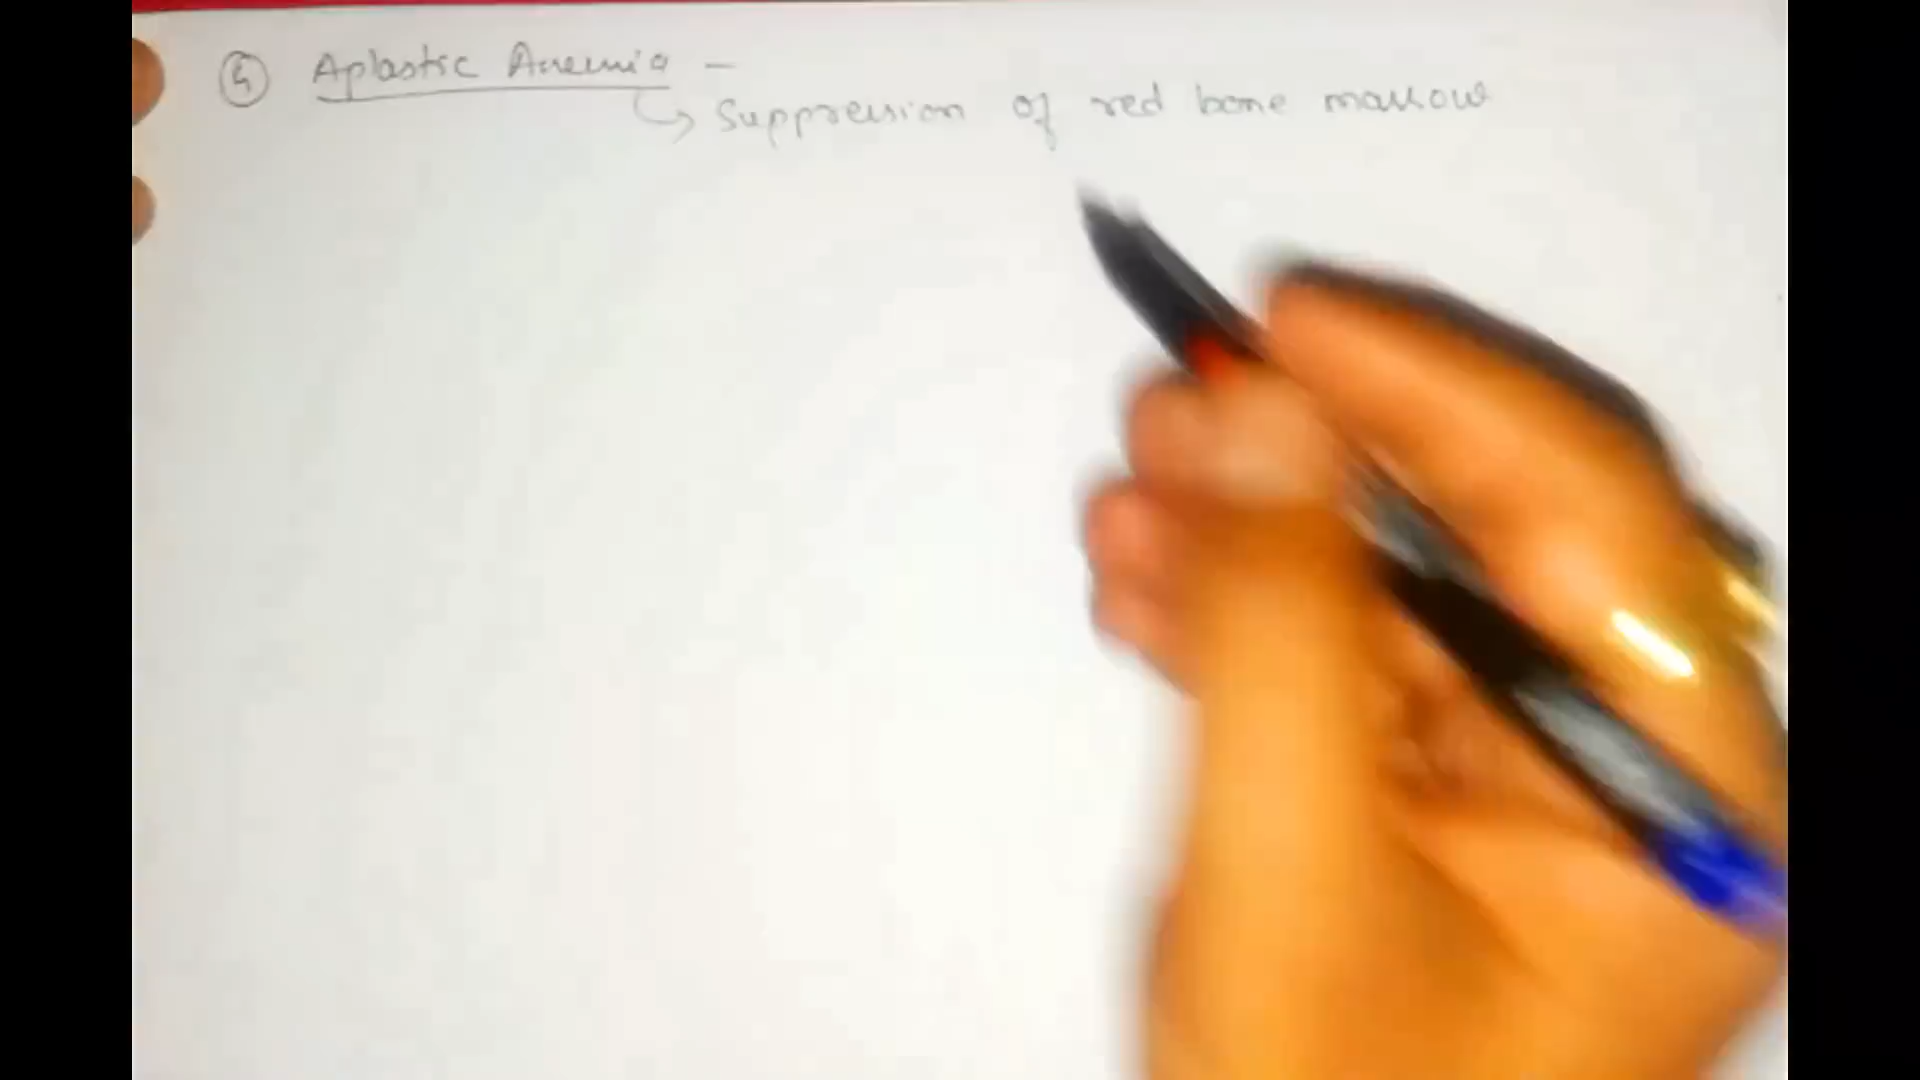 ⑤ Aplastic Anemia -
↳ Suppression of red bone marrow